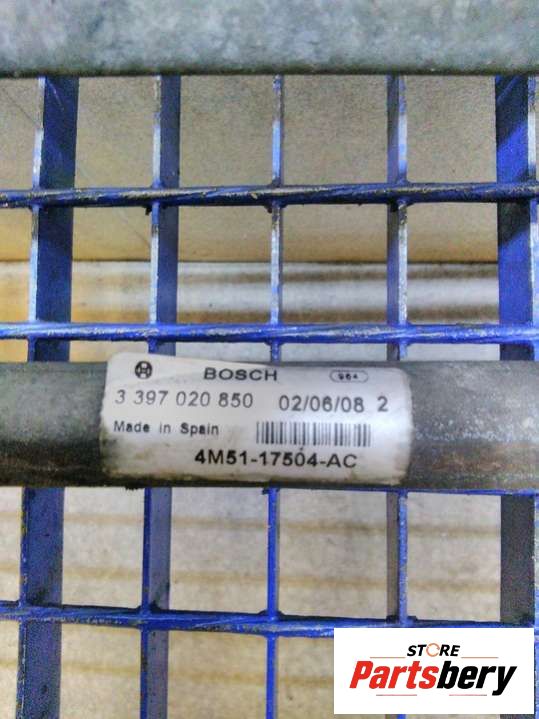 BOSCH
964
3 397 020 850 02/06/08 2
Made in Spain
4M51-17504-AC
STORE
Partsbery